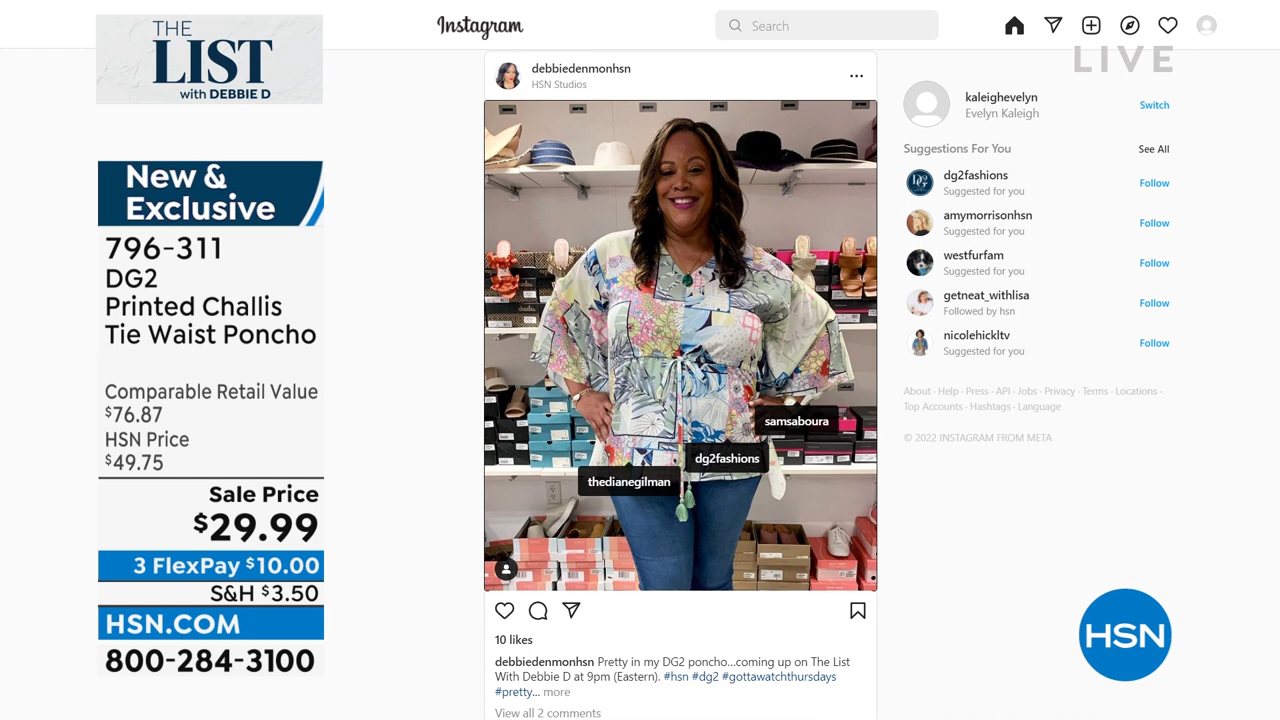 THE
LIST
with DEBBIE D
New &
Exclusive
796-311
DG2
Printed Challis
Tie Waist Poncho
Comparable Retail Value
$76.87
HSN Price
$49.75
Sale Price
$29.99
3 FlexPay $10.00
S&H $3.50
HSN.COM
800-284-3100
Instagram
Search
debbiedenmonhsn
HSN Studios
samsaboura
dg2fashions
thedianegilman
10 likes
debbiedenmonhsn Pretty in my DG2 poncho...coming up on The List
With Debbie D at 9pm (Eastern). #hsn #dg2 #gottawatchthursdays
#pretty... more
View all 2 comments
LIVE
kaleighevelyn
Evelyn Kaleigh
Switch
Suggestions For You
See All
DG2
dg2fashions
Suggested for you
Follow
amymorrisonhsn
Suggested for you
Follow
westfurfam
Suggested for you
Follow
getneat_withlisa
Followed by hsn
Follow
nicolehickltv
Suggested for you
Follow
About · Help · Press · API · Jobs · Privacy · Terms · Locations ·
Top Accounts · Hashtags · Language
© 2022 INSTAGRAM FROM META
HSN